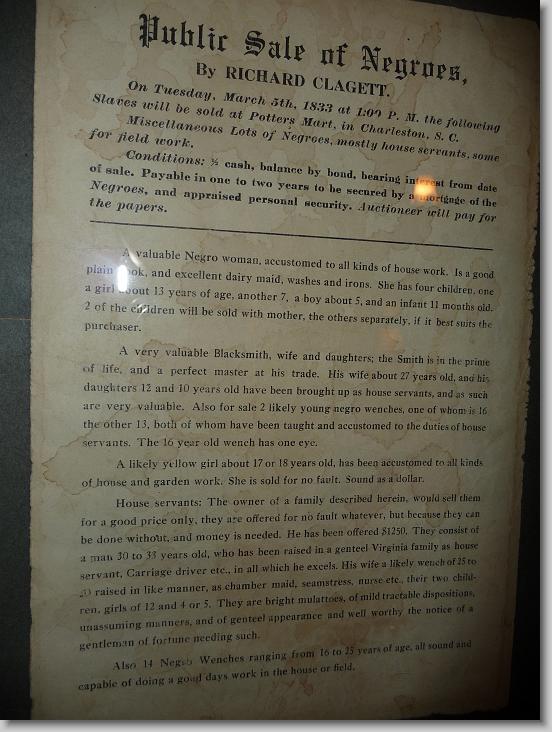 Public Sale of Negroes,
By RICHARD CLAGETT.
On Tuesday, March 5th, 1833 at 1:00 P. M. the following
Slaves will be sold at Potters Mart, in Charleston, S. C.
Miscellaneous Lots of Negroes, mostly house servants, some
for field work.
Conditions: ½ cash, balance by bond, bearing interest from date
of sale. Payable in one to two years to be secured by a mortgage of the
Negroes, and appraised personal security. Auctioneer will pay for
the papers.
A valuable Negro woman, accustomed to all kinds of house work. Is a good
plain cook, and excellent dairy maid, washes and irons. She has four children, one
a girl about 13 years of age, another 7, a boy about 5, and an infant 11 months old.
2 of the children will be sold with mother, the others separately, if it best suits the
purchaser.
A very valuable Blacksmith, wife and daughters; the Smith is in the prime
of life, and a perfect master at his trade. His wife about 27 years old, and his
daughters 12 and 10 years old have been brought up as house servants, and as such
are very valuable. Also for sale 2 likely young negro wenches, one of whom is 16
the other 13, both of whom have been taught and accustomed to the duties of house
servants. The 16 year old wench has one eye.
A likely yellow girl about 17 or 18 years old, has been accustomed to all kinds
of house and garden work. She is sold for no fault. Sound as a dollar.
House servants: The owner of a family described herein, would sell them
for a good price only, they are offered for no fault whatever, but because they can
be done without, and money is needed. He has been offered $1250. They consist of
a man 30 to 33 years old, who has been raised in a genteel Virginia family as house
servant, Carriage driver etc., in all which he excels. His wife a likely wench of 25 to
30 raised in like manner, as chamber maid, seamstress, nurse etc., their two child-
ren, girls of 12 and 4 or 5. They are bright mulattoes, of mild tractable dispositions,
unassuming manners, and of genteel appearance and well worthy the notice of a
gentleman of fortune needing such.
Also 14 Negro Wenches ranging from 16 to 25 years of age, all sound and
capable of doing a good days work in the house or field.